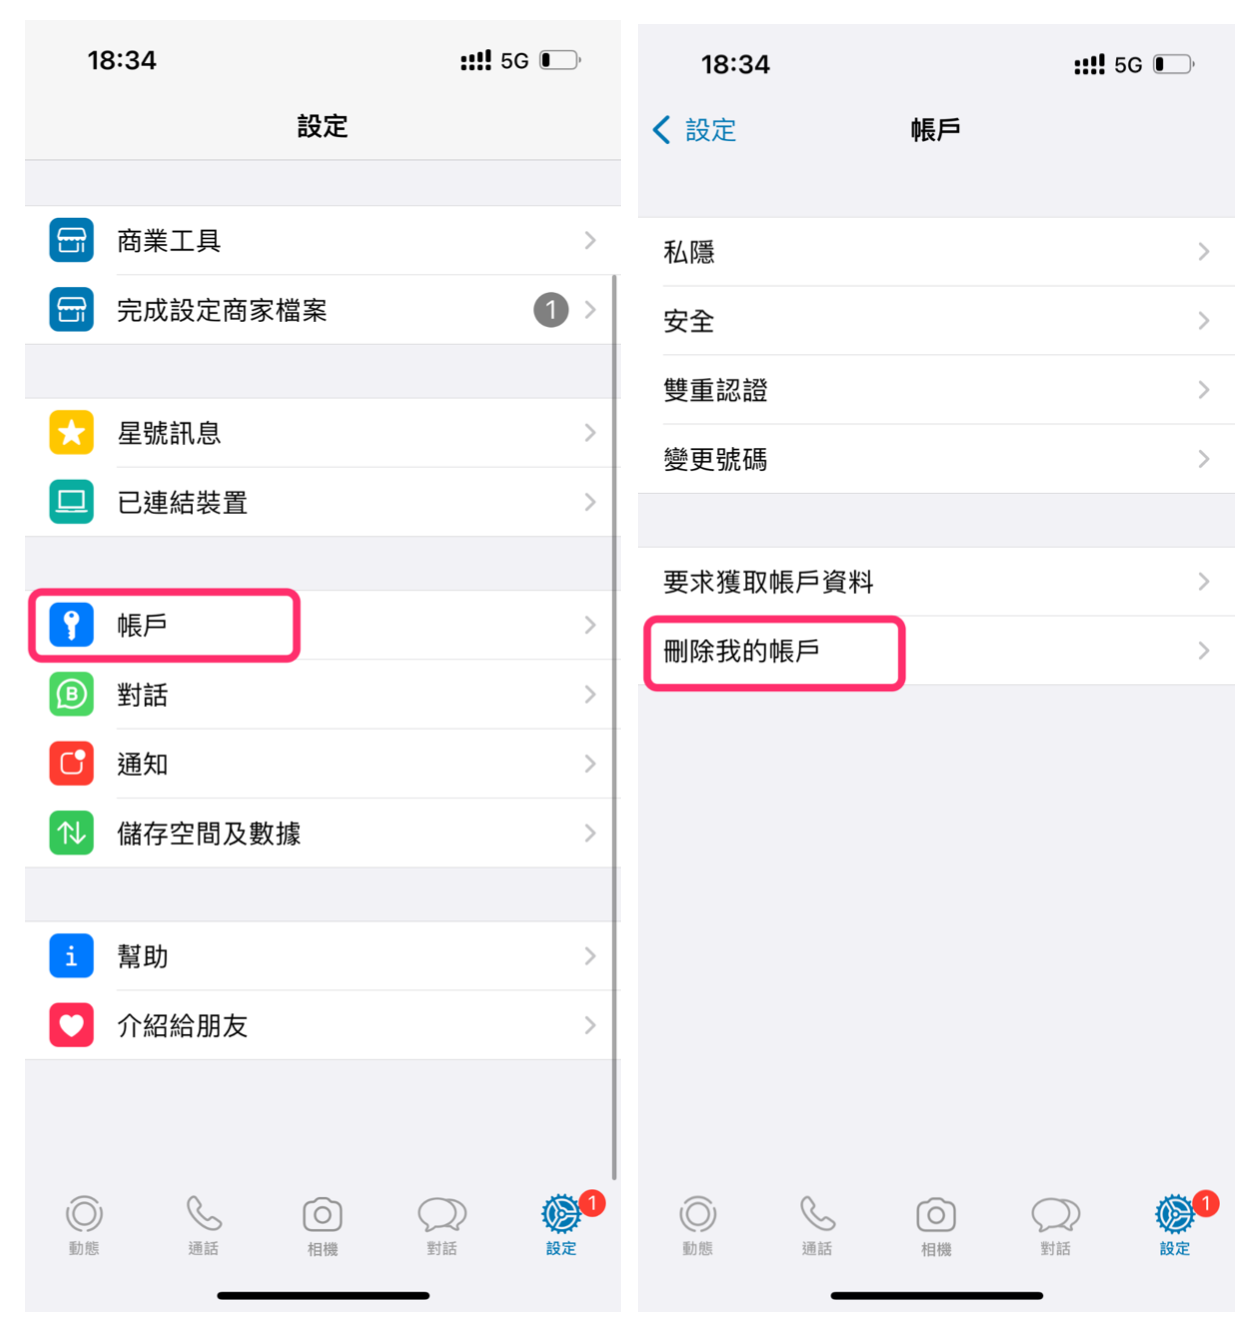 18:34
5G
設定
商業工具
完成設定商家檔案
1
星號訊息
已連結裝置
帳戶
對話
通知
儲存空間及數據
幫助
介紹給朋友
動態
通話
相機
對話
設定
1
18:34
5G
設定
帳戶
私隱
安全
雙重認證
變更號碼
要求獲取帳戶資料
刪除我的帳戶
動態
通話
相機
對話
設定
1